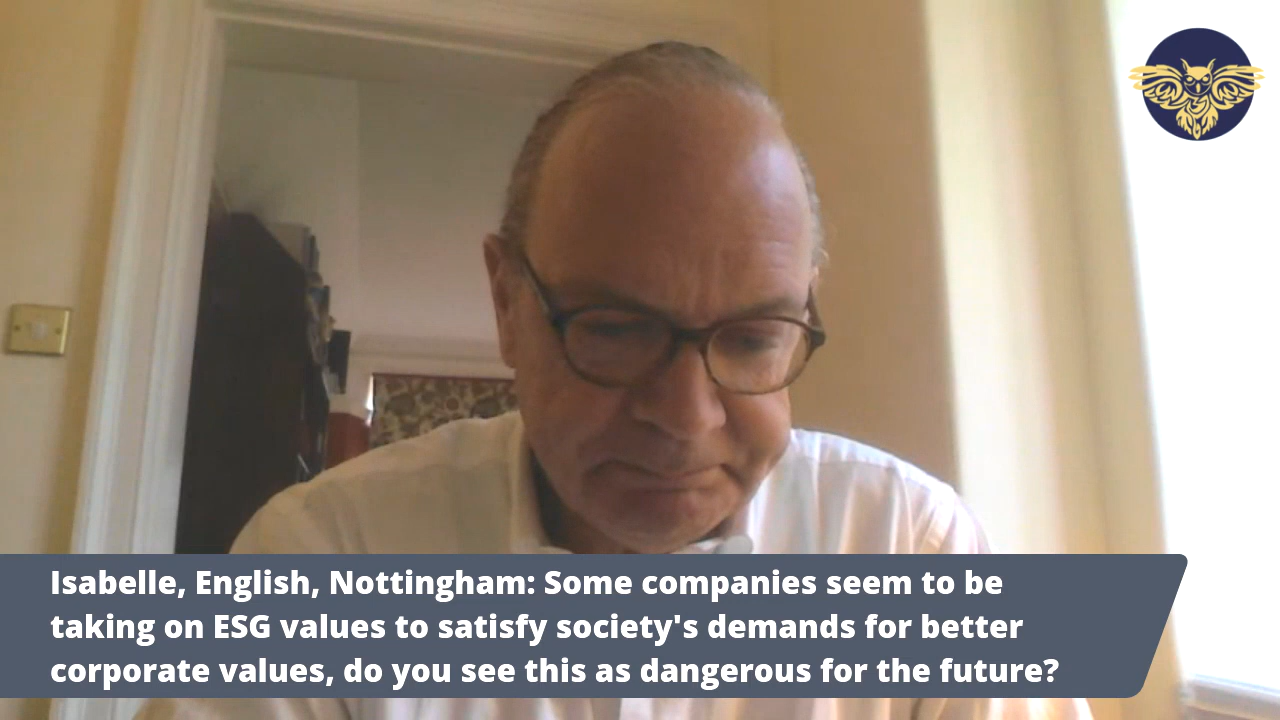 Isabelle, English, Nottingham: Some companies seem to be
taking on ESG values to satisfy society's demands for better
corporate values, do you see this as dangerous for the future?